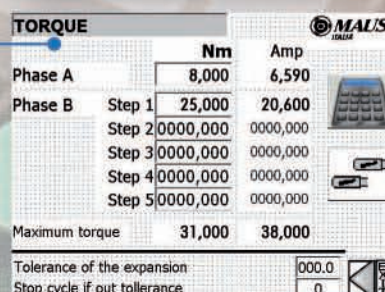 TORQUE
MAUS
ITALIA
Nm Amp
Phase A 8,000 6,590
Phase B Step 1 25,000 20,600
Step 2 0000,000 0000,000
Step 3 0000,000 0000,000
Step 4 0000,000 0000,000
Step 5 0000,000 0000,000
Maximum torque 31,000 38,000
Tolerance of the expansion 000.0
Stop cycle if out tollerance 0